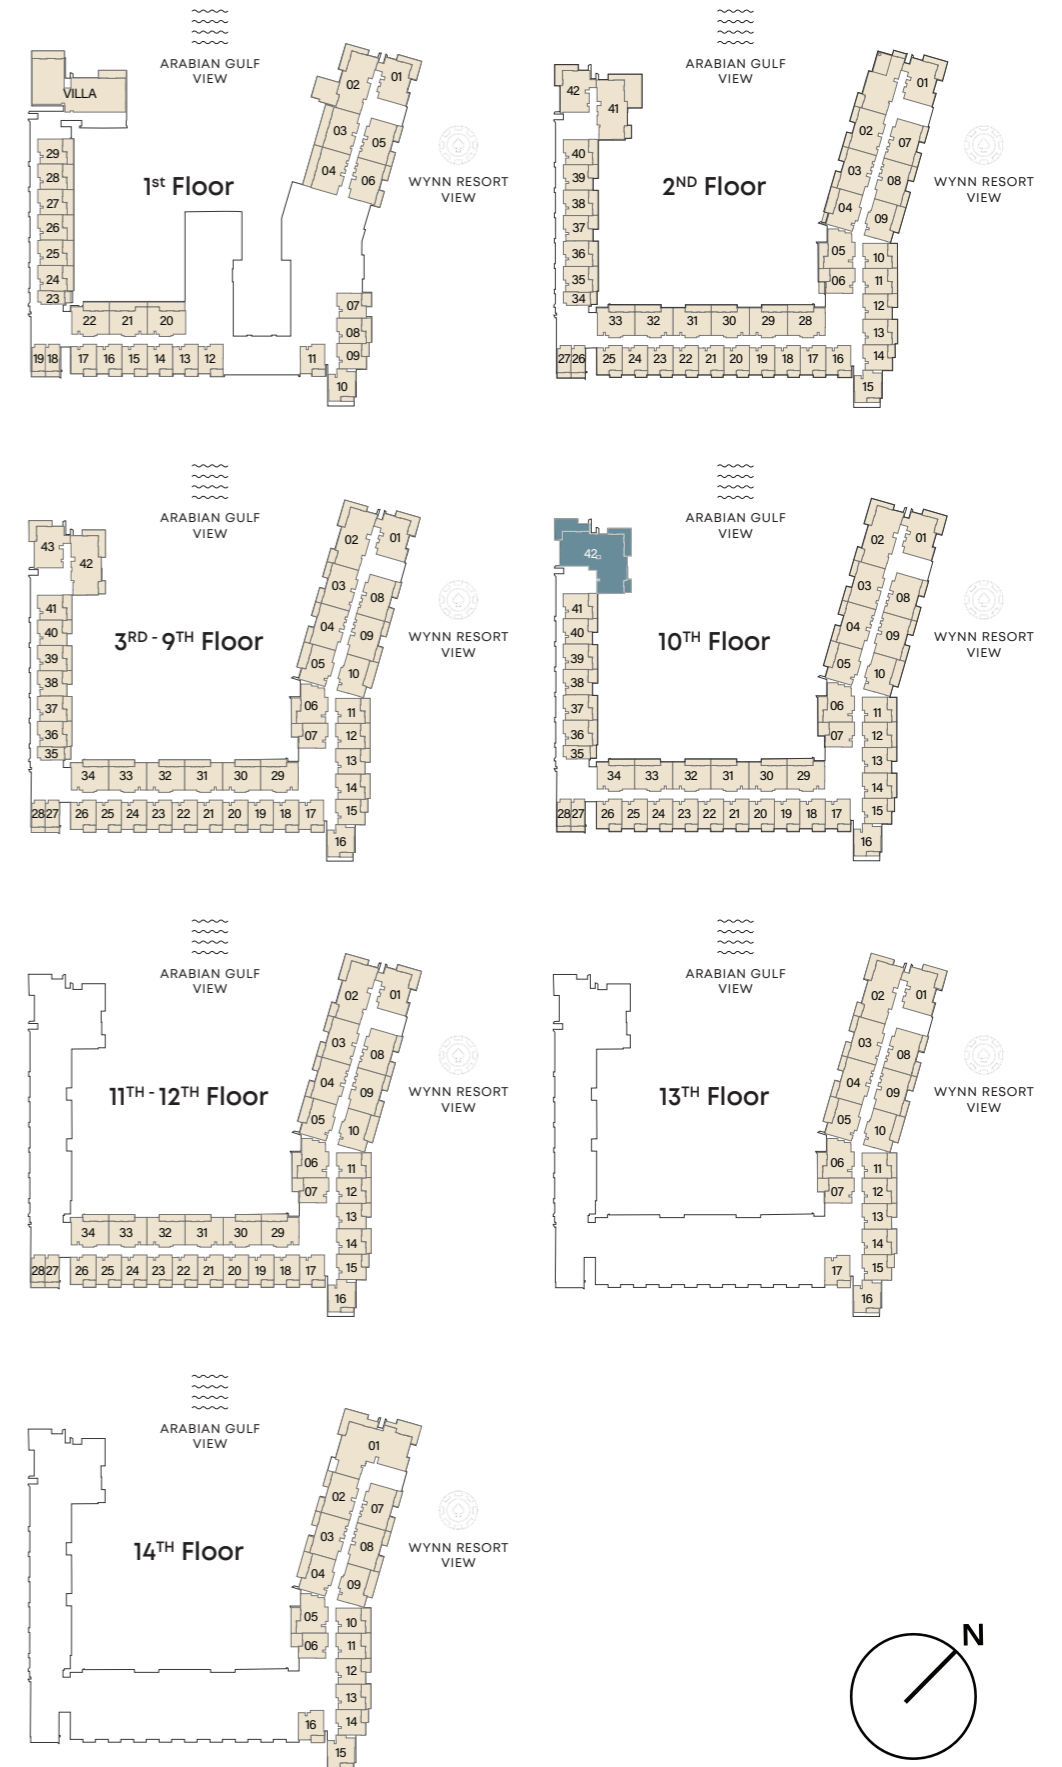 ARABIAN GULF
VIEW
VILLA
02
01
03
05
04
06
WYNN RESORT
VIEW
1st Floor
29
28
27
26
25
24
23
22 21 20
07
08
09
10
19 18 17 16 15 14 13 12 11
ARABIAN GULF
VIEW
42
41
01
02
07
03
08
04
09
WYNN RESORT
VIEW
2ND Floor
40
39
38
37
36
35
34
05
06
10
11
12
13
14
15
33 32 31 30 29 28
27 26 25 24 23 22 21 20 19 18 17 16
ARABIAN GULF
VIEW
43
42
02
01
03
08
04
09
05
10
WYNN RESORT
VIEW
3RD - 9TH Floor
41
40
39
38
37
36
35
06
07
11
12
13
14
15
16
34 33 32 31 30 29
28 27 26 25 24 23 22 21 20 19 18 17
ARABIAN GULF
VIEW
42
02
01
03
08
04
09
05
10
WYNN RESORT
VIEW
10TH Floor
41
40
39
38
37
36
35
06
07
11
12
13
14
15
16
34 33 32 31 30 29
28 27 26 25 24 23 22 21 20 19 18 17
ARABIAN GULF
VIEW
02
01
03
08
04
09
05
10
WYNN RESORT
VIEW
11TH - 12TH Floor
06
07
11
12
13
14
15
16
34 33 32 31 30 29
28 27 26 25 24 23 22 21 20 19 18 17
ARABIAN GULF
VIEW
02
01
03
08
04
09
05
10
WYNN RESORT
VIEW
13TH Floor
06
07
11
12
13
14
15
17
16
ARABIAN GULF
VIEW
01
02
07
03
08
04
09
WYNN RESORT
VIEW
14TH Floor
05
06
10
11
12
13
14
16
15
N